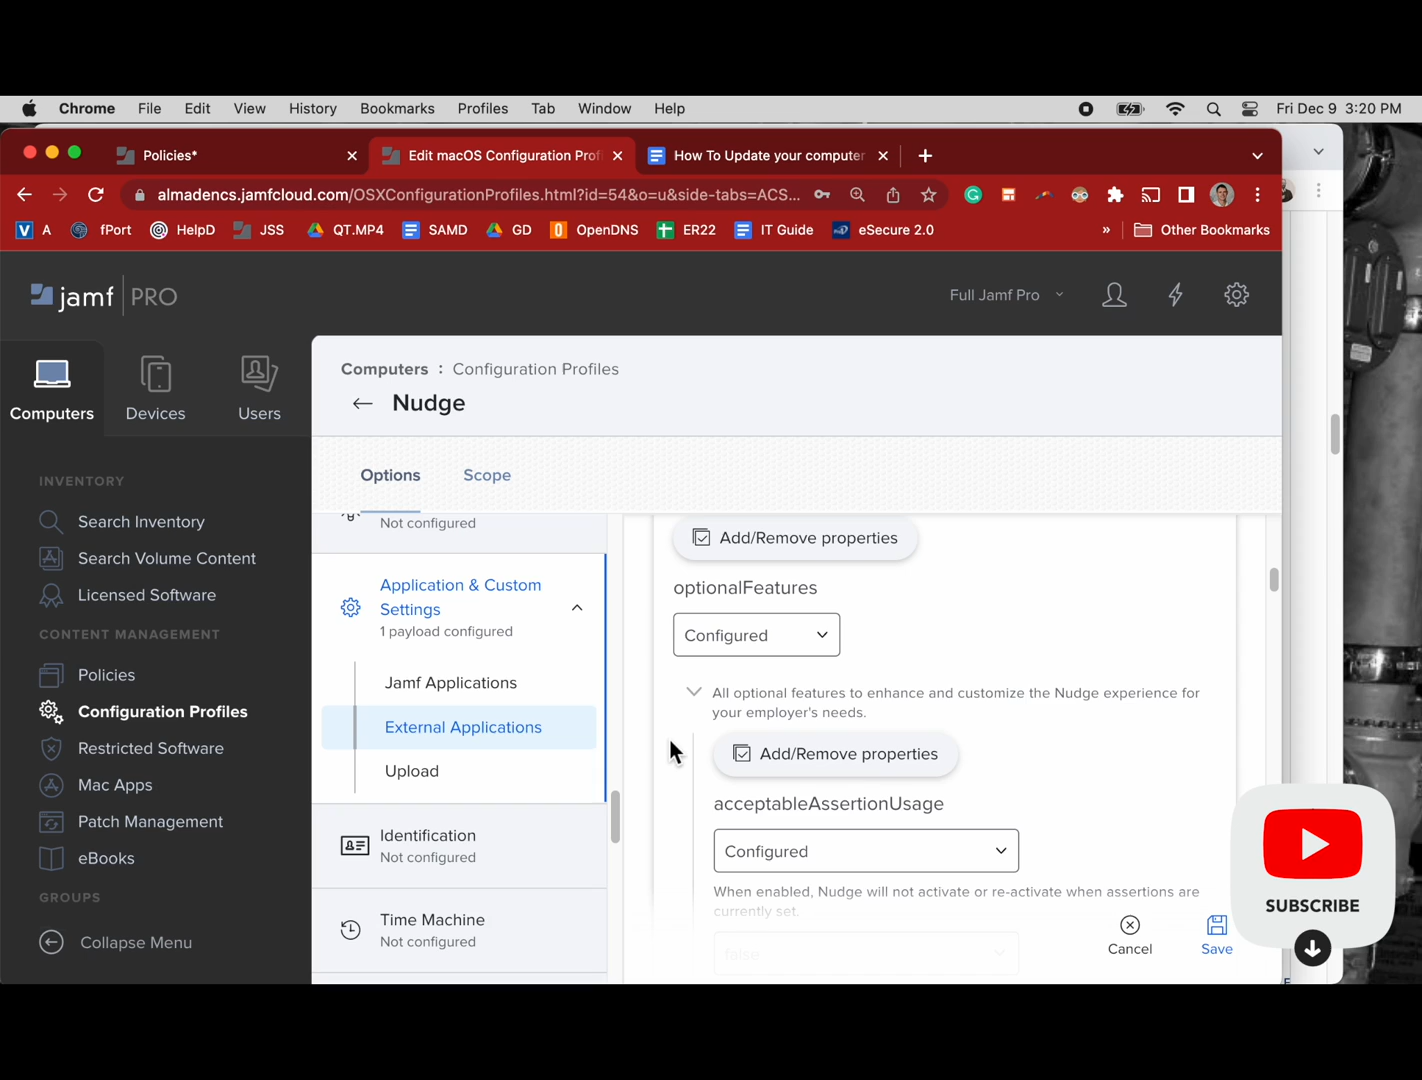 Chrome File Edit View History Bookmarks Profiles Tab Window Help Fri Dec 9 3:20 PM
Policies* Edit macOS Configuration Prof How To Update your computer
almadencs.jamfcloud.com/OSXConfigurationProfiles.html?id=54&o=u&side-tabs=ACS...
A fPort HelpD JSS QT.MP4 SAMD GD OpenDNS ER22 IT Guide eSecure 2.0 » Other Bookmarks
jamf PRO
Full Jamf Pro
Computers Devices Users
Computers : Configuration Profiles
← Nudge
Options Scope
INVENTORY
Search Inventory
Search Volume Content
Licensed Software
CONTENT MANAGEMENT
Policies
Configuration Profiles
Restricted Software
Mac Apps
Patch Management
eBooks
GROUPS
Collapse Menu
Not configured
Application & Custom
Settings
1 payload configured
Jamf Applications
External Applications
Upload
Identification
Not configured
Time Machine
Not configured
Add/Remove properties
optionalFeatures
Configured
All optional features to enhance and customize the Nudge experience for
your employer's needs.
Add/Remove properties
acceptableAssertionUsage
Configured
When enabled, Nudge will not activate or re-activate when assertions are
currently set.
false
Cancel Save
SUBSCRIBE